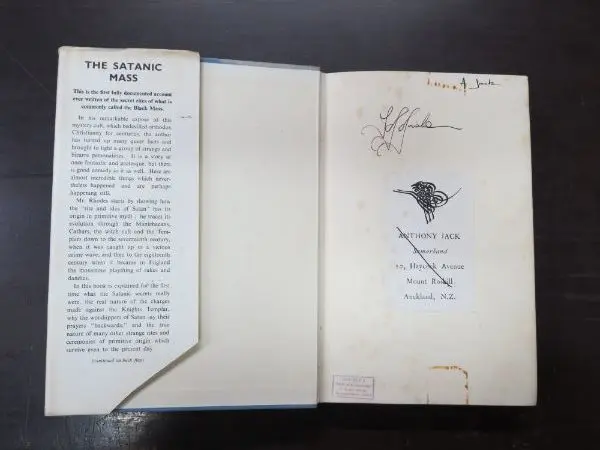 THE SATANIC
MASS
This is the first fully documented account
ever written of the secret rites of what is
commonly called the Black Mass.
In his remarkable expose of this
mystery cult, which bedevilled orthodox
Christianity for centuries, the author
has turned up many queer facts and
brought to light a group of strange and
bizarre personalities. It is a story at
once fantastic and grotesque, but there
is good comedy in it as well. Here are
almost incredible things which never-
theless happened and are perhaps
happening still.
Mr. Rhodes starts by showing how
the "rise and idea of Satan" has its
origin in primitive myth; he traces its
evolution through the Manichaeans,
Cathars, the witch cult and the Tem-
plars down to the seventeenth century,
when it was caught up in a vicious
crime wave, and then to the eighteenth
century when it became in England
the monstrous plaything of rakes and
dandies.
In this book is explained for the first
time what the Satanic secrets really
were, the real nature of the charges
made against the Knights Templar,
why the worshippers of Satan say their
prayers "backwards," and the true
nature of many other strange rites and
ceremonies of primitive origin which
survive even to the present day.
(continued on back flap)
A Jack
ANTHONY JACK
Sumerland
20, Haycock Avenue
Mount Roskill
Auckland, N.Z.